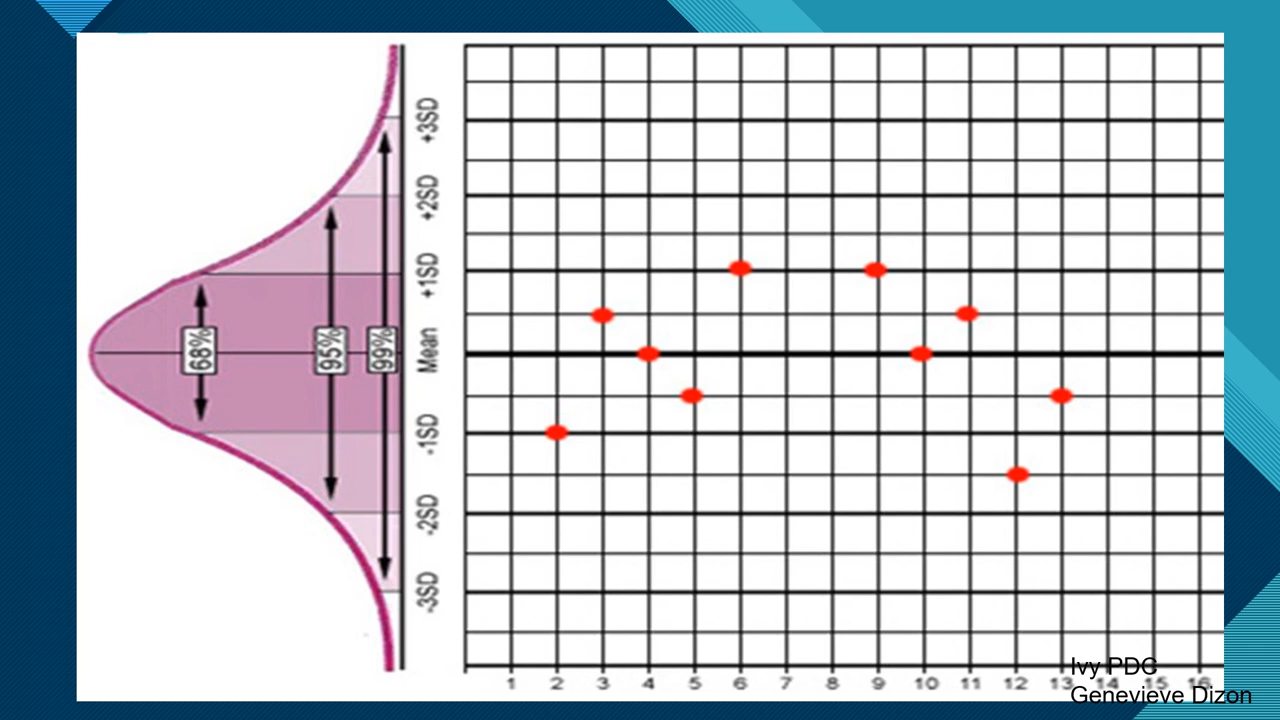 +3SD
+2SD
+1SD
Mean
-1SD
-2SD
-3SD
68%
95%
99%
1 2 3 4 5 6 7 8 9 10 11 12 13 14 15 16
Ivy PDC
Genevieve Dizon